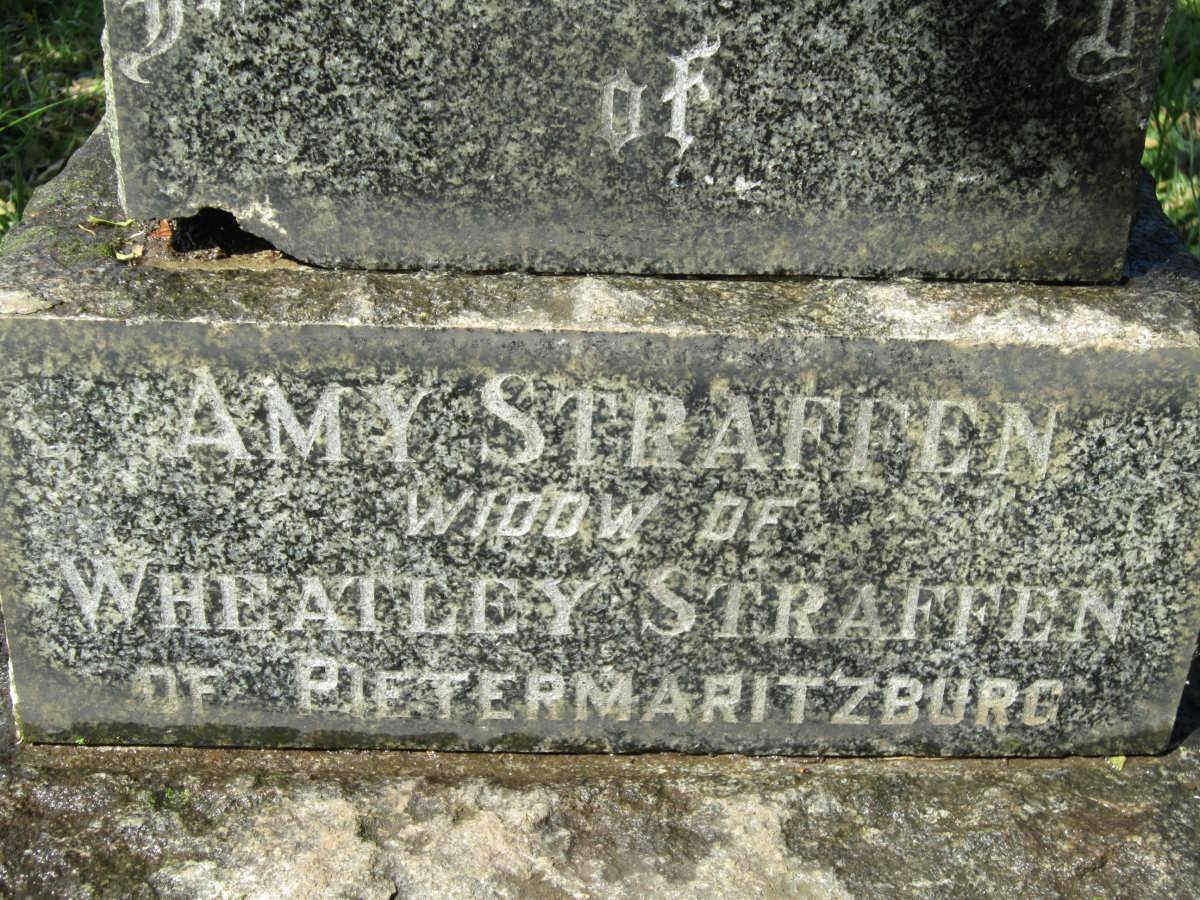 of
AMY STRAFFEN
WIDOW OF
WHEATLEY STRAFFEN
OF PIETERMARITZBURG